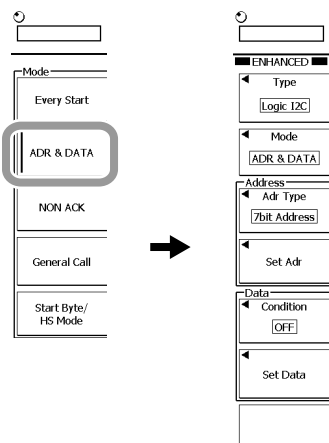 Mode
Every Start
ADR & DATA
NON ACK
General Call
Start Byte/
HS Mode
ENHANCED
Type
Logic I2C
Mode
ADR & DATA
Address
Adr Type
7bit Address
Set Adr
Data
Condition
OFF
Set Data